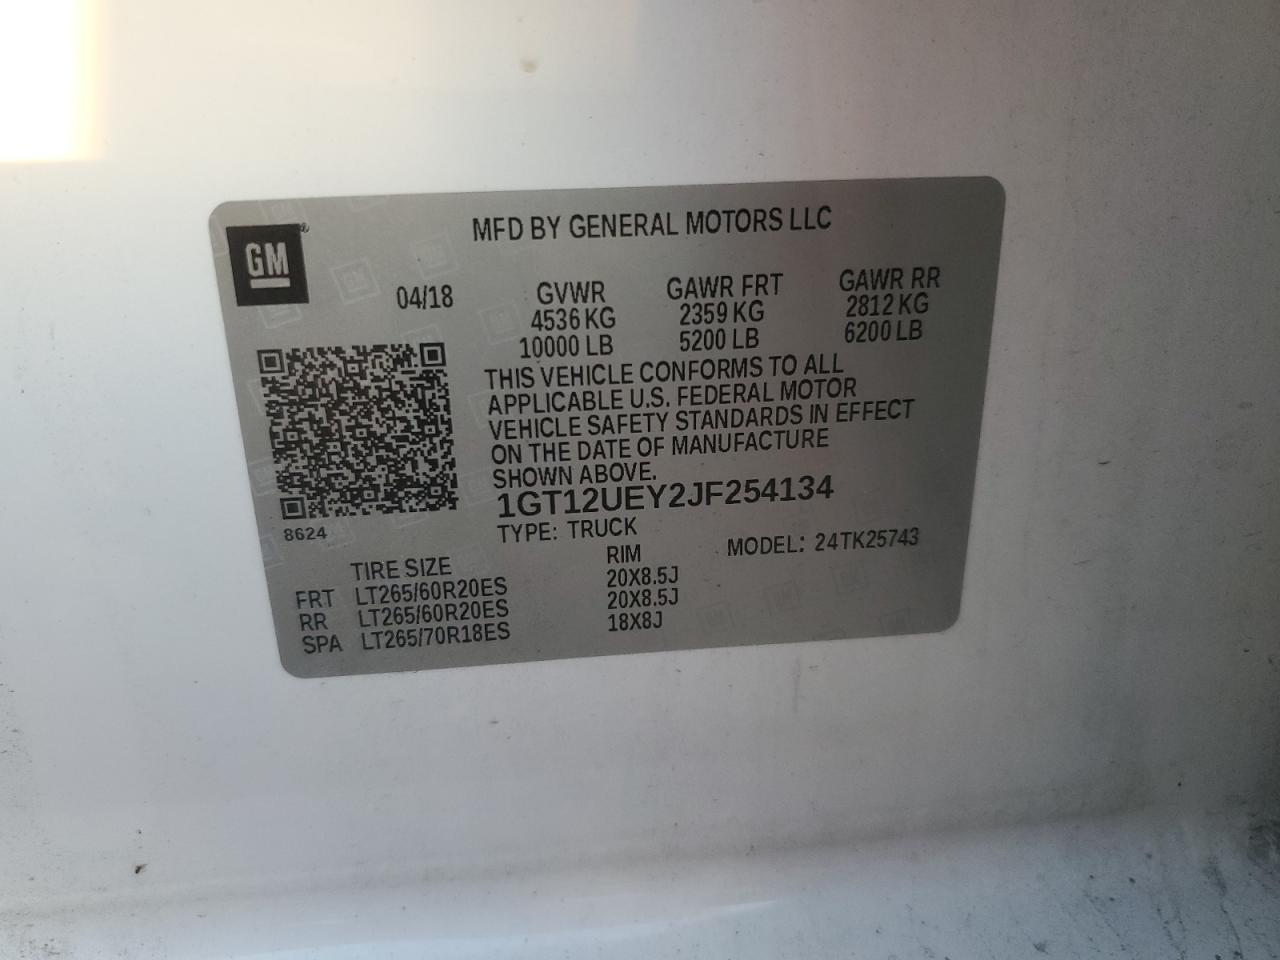 MFD BY GENERAL MOTORS LLC
GM®
04/18 GVWR GAWR FRT GAWR RR
4536 KG 2359 KG 2812 KG
10000 LB 5200 LB 6200 LB
THIS VEHICLE CONFORMS TO ALL
APPLICABLE U.S. FEDERAL MOTOR
VEHICLE SAFETY STANDARDS IN EFFECT
ON THE DATE OF MANUFACTURE
SHOWN ABOVE.
1GT12UEY2JF254134
8624
TYPE: TRUCK MODEL: 24TK25743
TIRE SIZE RIM
FRT LT265/60R20ES 20X8.5J
RR LT265/60R20ES 20X8.5J
SPA LT265/70R18ES 18X8J